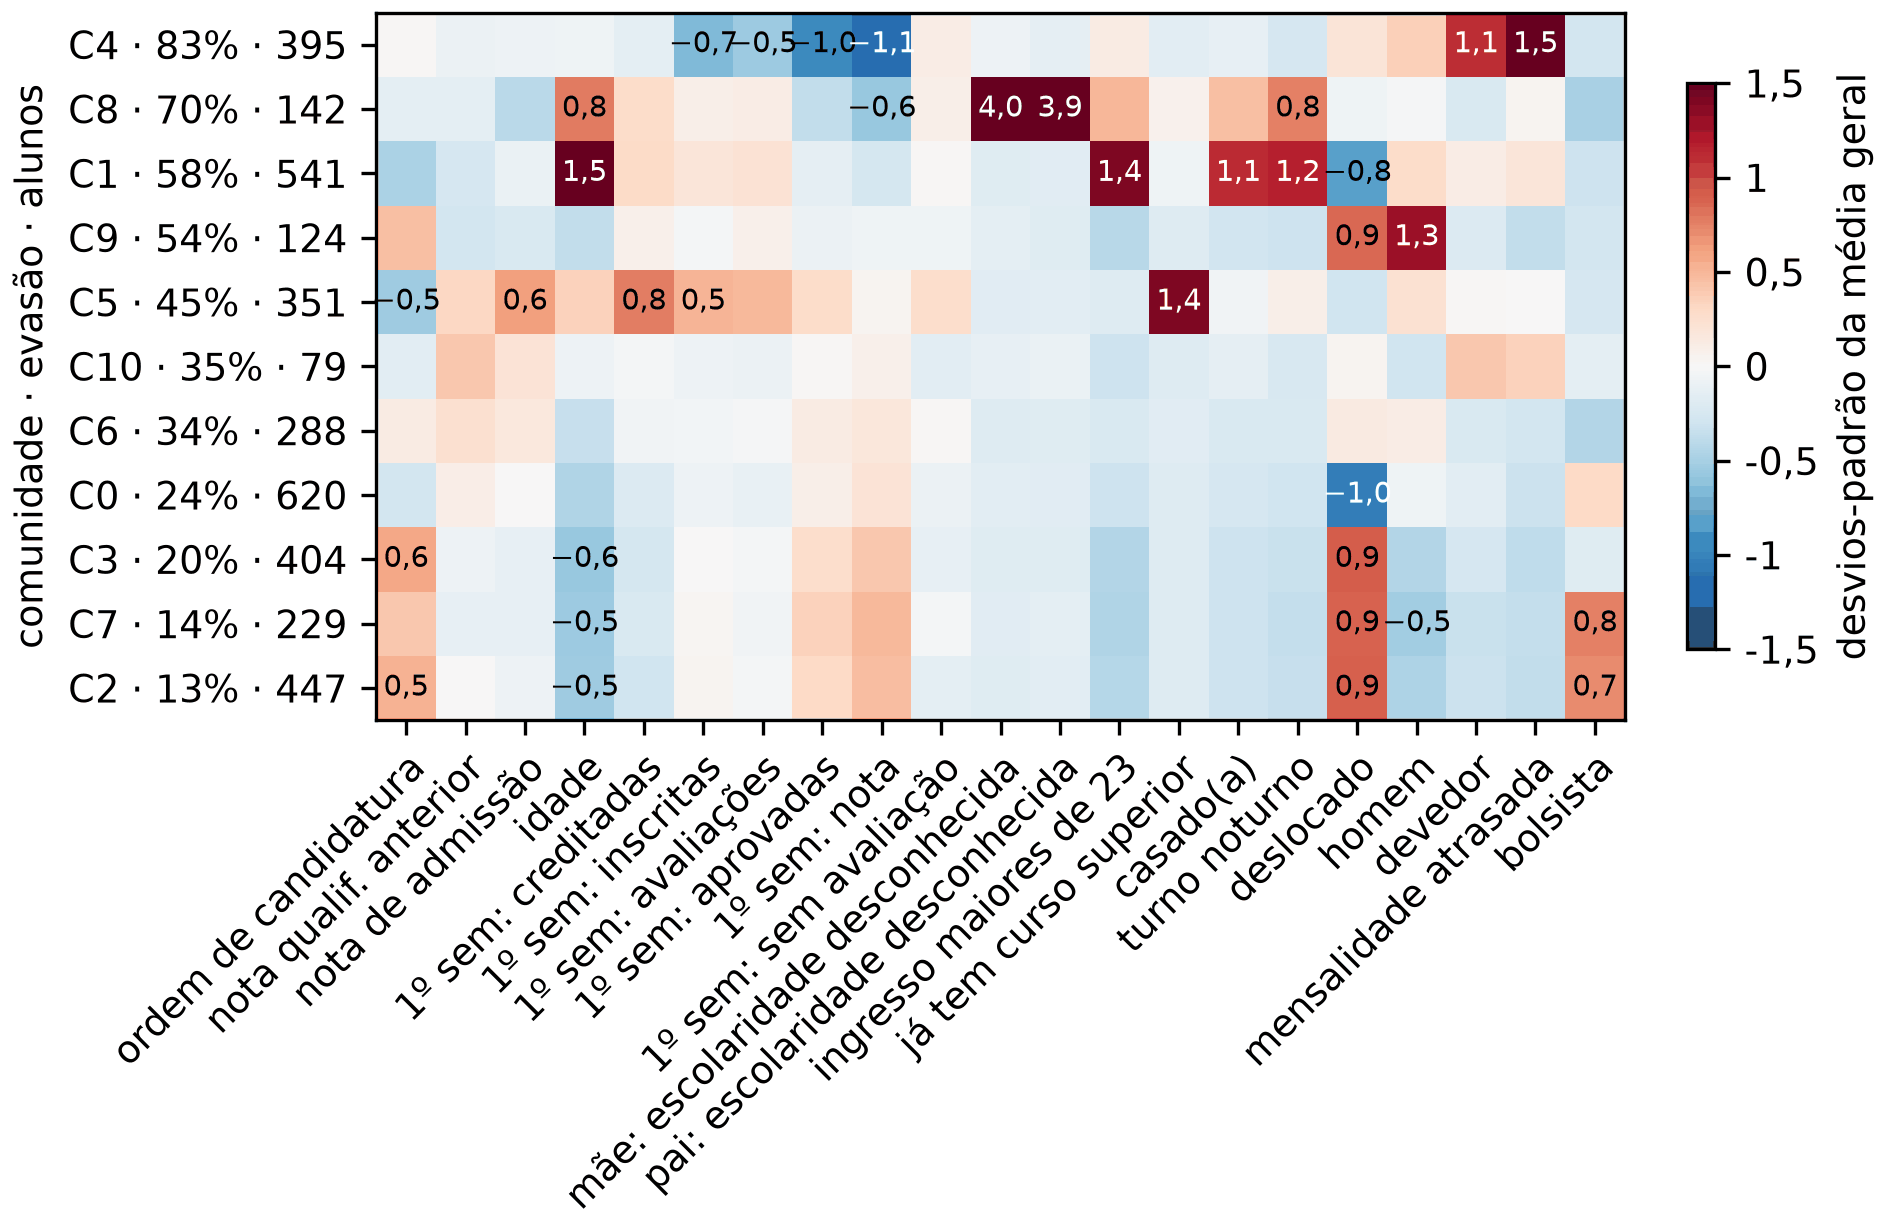 comunidade · evasão · alunos
C4 · 83% · 395 −0,7 −0,5 −1,0 −1,1 1,1 1,5
C8 · 70% · 142 0,8 −0,6 4,0 3,9 0,8
C1 · 58% · 541 1,5 1,4 1,1 1,2 −0,8
C9 · 54% · 124 0,9 1,3
C5 · 45% · 351 −0,5 0,6 0,8 0,5 1,4
C10 · 35% · 79
C6 · 34% · 288
C0 · 24% · 620 −1,0
C3 · 20% · 404 0,6 −0,6 0,9
C7 · 14% · 229 −0,5 0,9 −0,5 0,8
C2 · 13% · 447 0,5 −0,5 0,9 0,7
ordem de candidatura
nota qualif. anterior
nota de admissão
idade
1º sem: creditadas
1º sem: inscritas
1º sem: avaliações
1º sem: aprovadas
1º sem: nota
1º sem: sem avaliação
mãe: escolaridade desconhecida
pai: escolaridade desconhecida
ingresso maiores de 23
já tem curso superior
casado(a)
turno noturno
deslocado
homem
devedor
mensalidade atrasada
bolsista
1,5
1
0,5
0
-0,5
-1
-1,5
desvios-padrão da média geral